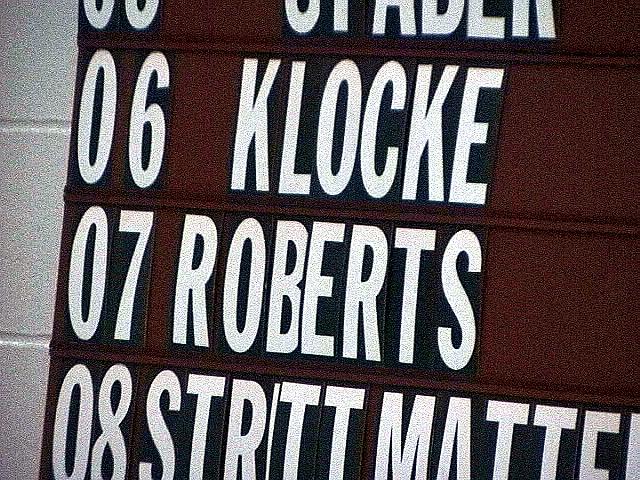 06 KLOCKE
07 ROBERTS
08 STRITTMATTE